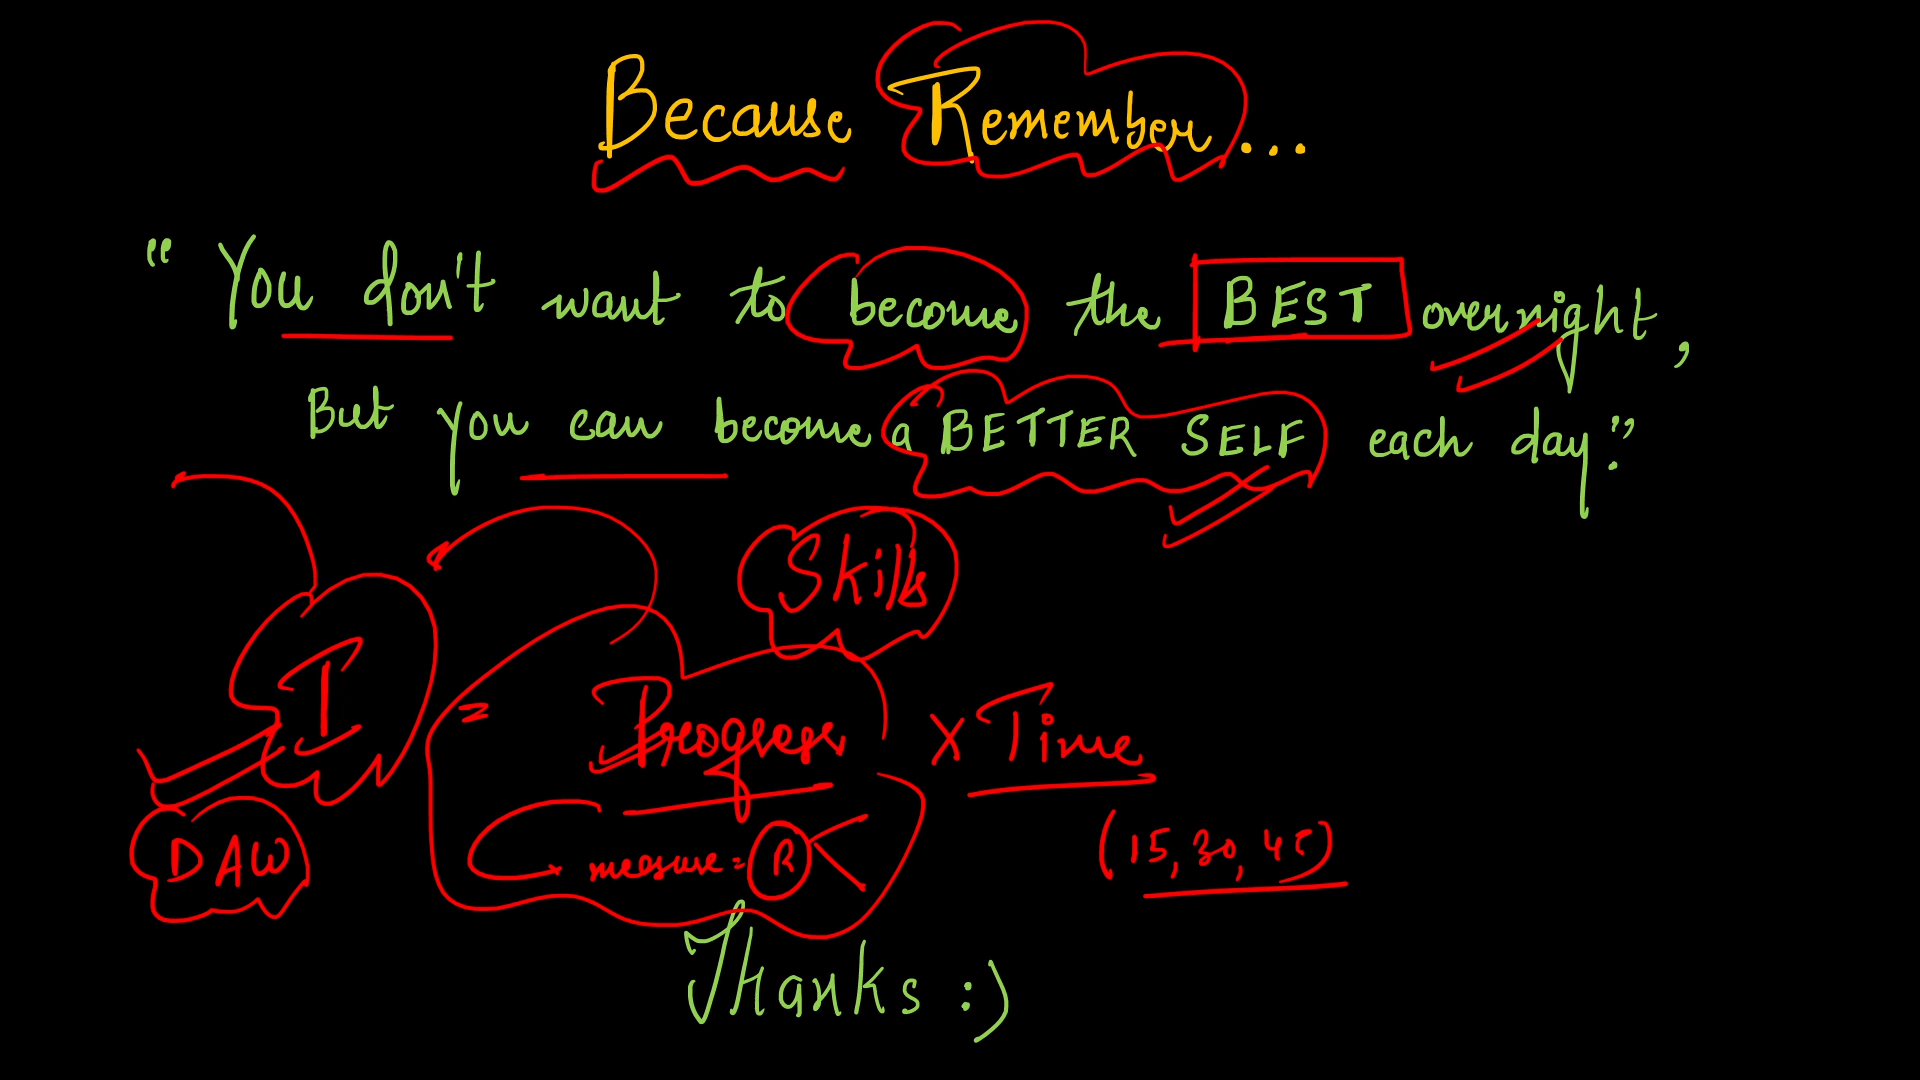 Because Remember...
“You don't want to become the BEST overnight,
But you can become a BETTER SELF each day.”
Skills
I = Progress X Time
DAW
measure = R
(15, 30, 45)
Thanks :)